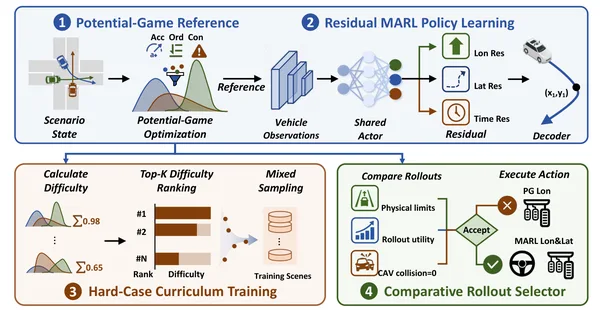 1 Potential-Game Reference
2 Residual MARL Policy Learning
Acc Ord Con
Scenario
State
Potential-Game
Optimization
Reference
Vehicle
Observations
Shared
Actor
Lon Res
Lat Res
Time Res
Residual
(x₁,y₁)
Decoder
Calculate
Difficulty
∑0.98
⋮
∑0.65
Top-K Difficulty
Ranking
#1
#2
⋮
#N
Rank
Difficulty
Mixed
Sampling
Training Scenes
3 Hard-Case Curriculum Training
Compare Rollouts
Physical limits
Rollout utility
CAV collision=0
Accept
Execute Action
PG Lon
MARL Lon&Lat
4 Comparative Rollout Selector